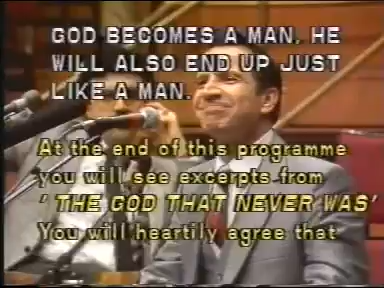 GOD BECOMES A MAN, HE
WILL ALSO END UP JUST
LIKE A MAN.
At the end of this programme
you will see excerpts from
'THE GOD THAT NEVER WAS'
You will heartily agree that